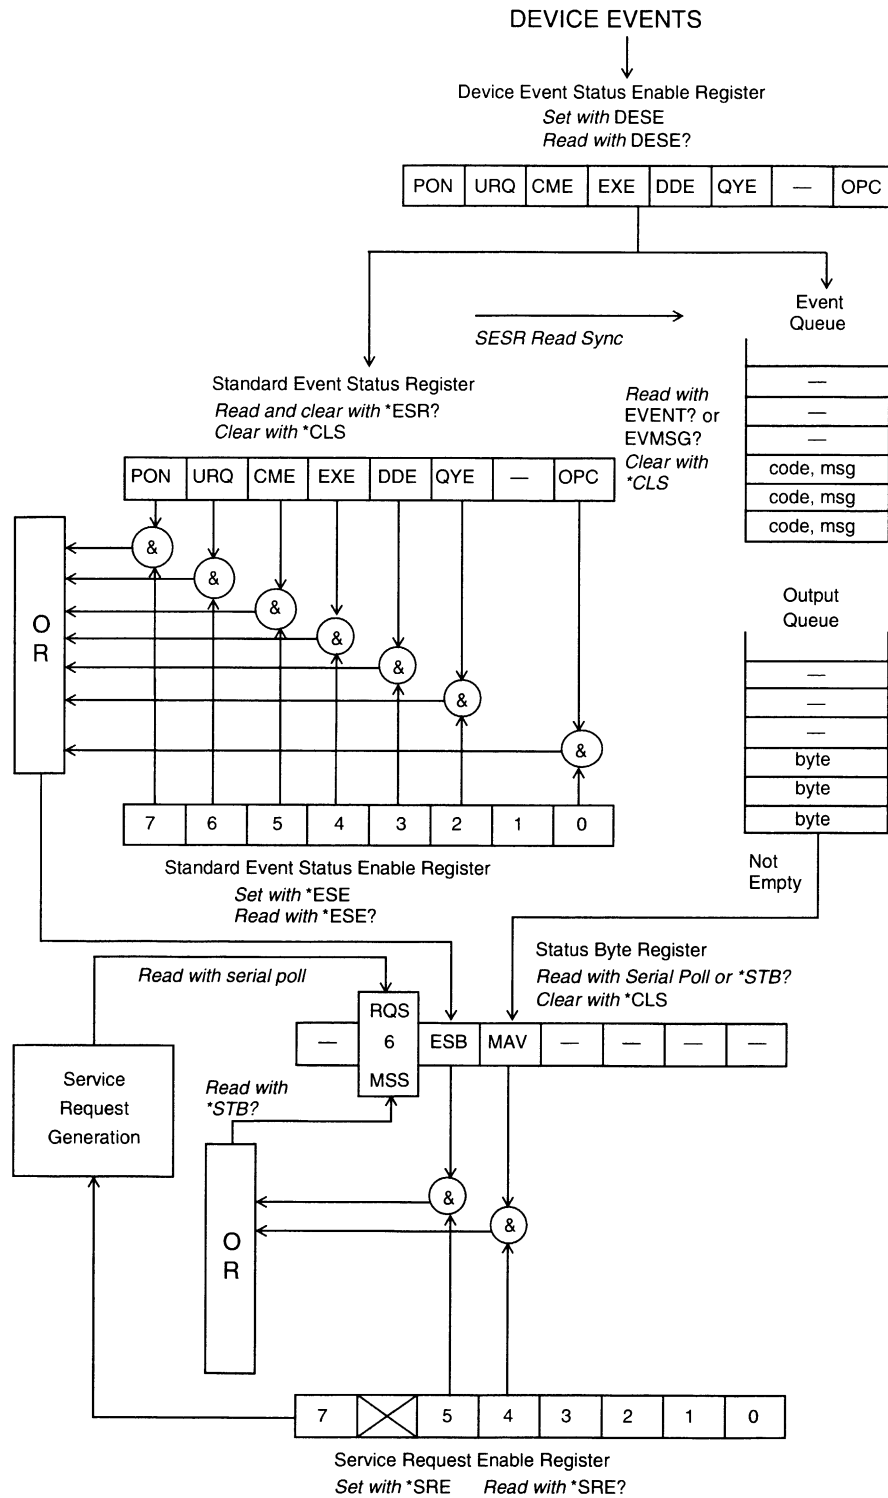 DEVICE EVENTS
Device Event Status Enable Register
Set with DESE
Read with DESE?
PON URQ CME EXE DDE QYE — OPC
Event
Queue
SESR Read Sync
—
—
—
code, msg
code, msg
code, msg
Read with
EVENT? or
EVMSG?
Clear with
*CLS
Standard Event Status Register
Read and clear with *ESR?
Clear with *CLS
PON URQ CME EXE DDE QYE — OPC
&
&
&
&
&
&
&
O
R
7 6 5 4 3 2 1 0
Standard Event Status Enable Register
Set with *ESE
Read with *ESE?
Output
Queue
—
—
—
byte
byte
byte
Not
Empty
Status Byte Register
Read with Serial Poll or *STB?
Clear with *CLS
Read with serial poll
RQS
— 6 ESB MAV — — — —
MSS
Service
Request
Generation
Read with
*STB?
&
&
O
R
7 5 4 3 2 1 0
Service Request Enable Register
Set with *SRE Read with *SRE?